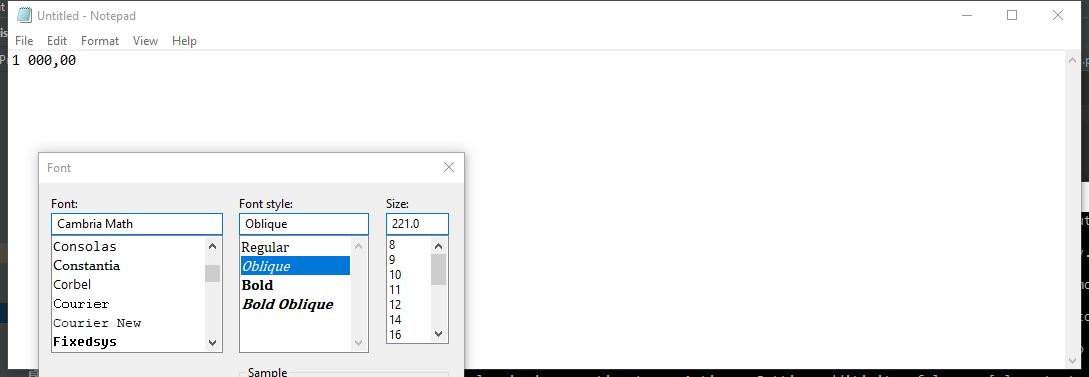 Untitled - Notepad
File Edit Format View Help
1 000,00
Font
Font: Font style: Size:
Cambria Math Oblique 221.0
Consolas
Constantia
Corbel
Courier
Courier New
Fixedsys
Regular
Oblique
Bold
Bold Oblique
8
9
10
11
12
14
16
Sample